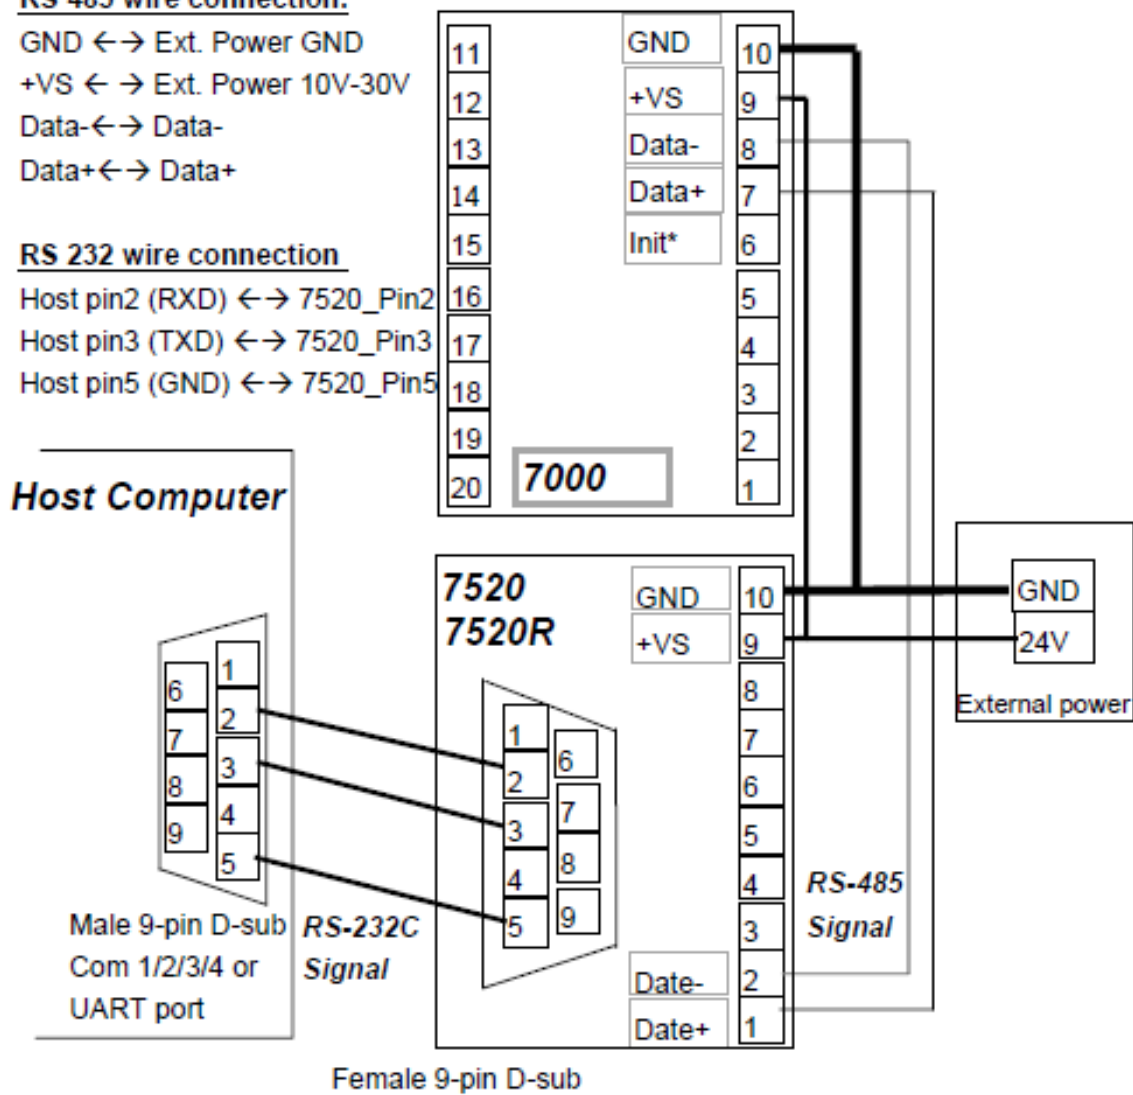 RS 485 wire connection:
GND ←→ Ext. Power GND
+VS ← → Ext. Power 10V-30V
Data-←→ Data-
Data+←→ Data+
RS 232 wire connection
Host pin2 (RXD) ←→ 7520_Pin2
Host pin3 (TXD) ←→ 7520_Pin3
Host pin5 (GND) ←→ 7520_Pin5
11 GND 10
12 +VS 9
13 Data- 8
14 Data+ 7
15 Init* 6
16 5
17 4
18 3
19 2
20 7000 1
Host Computer
1
6
2
7
3
8
4
9
5
Male 9-pin D-sub
Com 1/2/3/4 or
UART port
RS-232C
Signal
7520
7520R
GND 10
+VS 9
8
7
6
5
4
3
Date- 2
Date+ 1
1
6
2
7
3
8
4
9
5
RS-485
Signal
GND
24V
External power
Female 9-pin D-sub